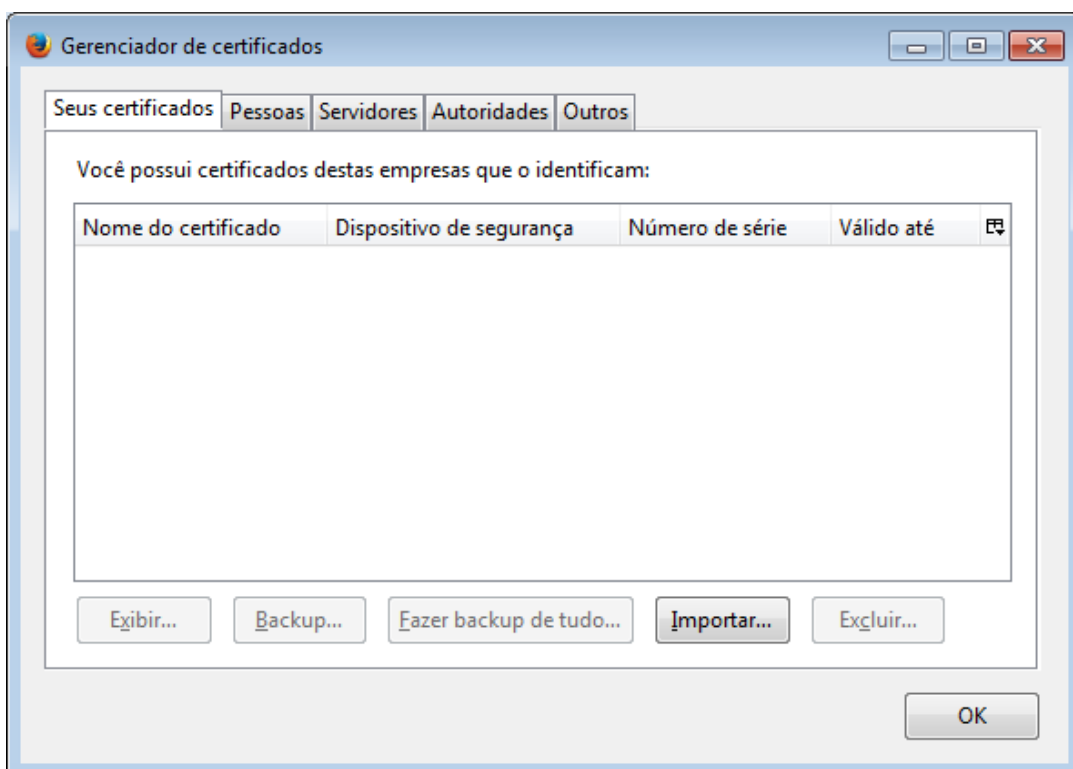 Gerenciador de certificados
Seus certificados Pessoas Servidores Autoridades Outros
Você possui certificados destas empresas que o identificam:
Nome do certificado Dispositivo de segurança Número de série Válido até
Exibir... Backup... Fazer backup de tudo... Importar... Excluir...
OK